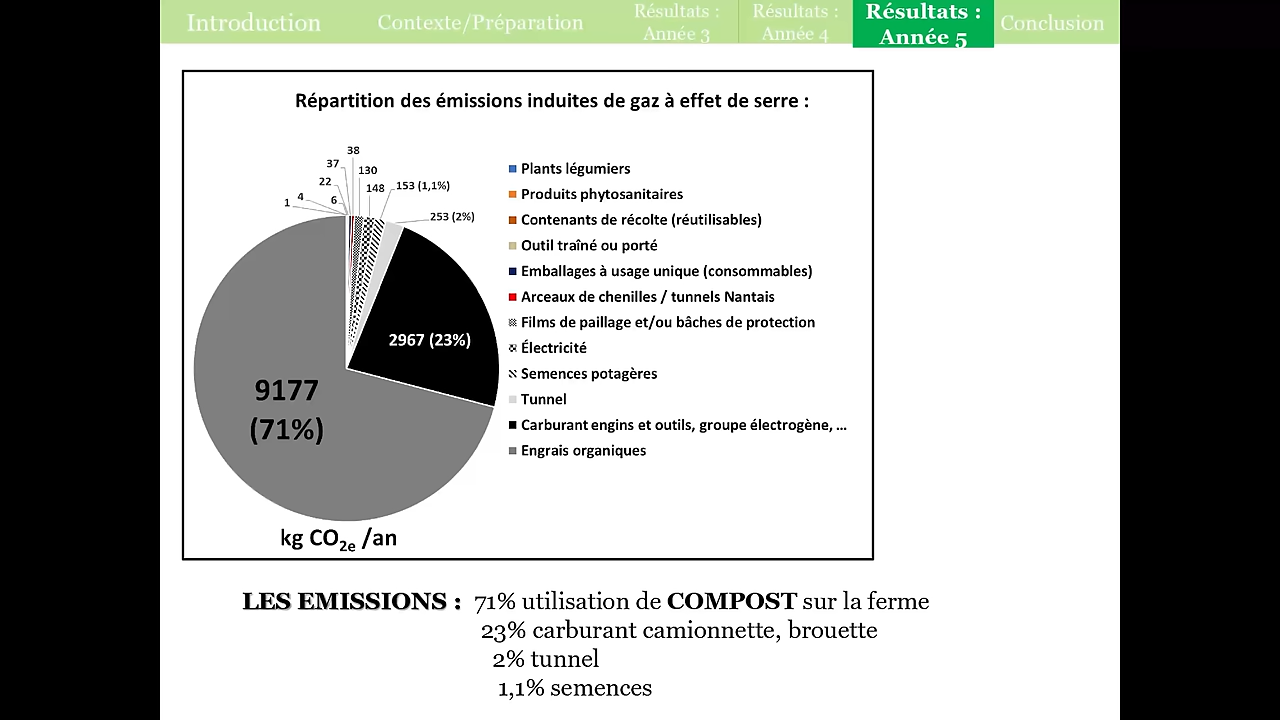 Introduction
Contexte/Préparation
Résultats :
Année 3
Résultats :
Année 4
Résultats :
Année 5
Conclusion
Répartition des émissions induites de gaz à effet de serre :
1
4
22
37
6
38
130
148
153 (1,1%)
253 (2%)
2967 (23%)
9177
(71%)
kg CO2e /an
Plants légumiers
Produits phytosanitaires
Contenants de récolte (réutilisables)
Outil traîné ou porté
Emballages à usage unique (consommables)
Arceaux de chenilles / tunnels Nantais
Films de paillage et/ou bâches de protection
Électricité
Semences potagères
Tunnel
Carburant engins et outils, groupe électrogène, ...
Engrais organiques
LES EMISSIONS : 71% utilisation de COMPOST sur la ferme
23% carburant camionnette, brouette
2% tunnel
1,1% semences